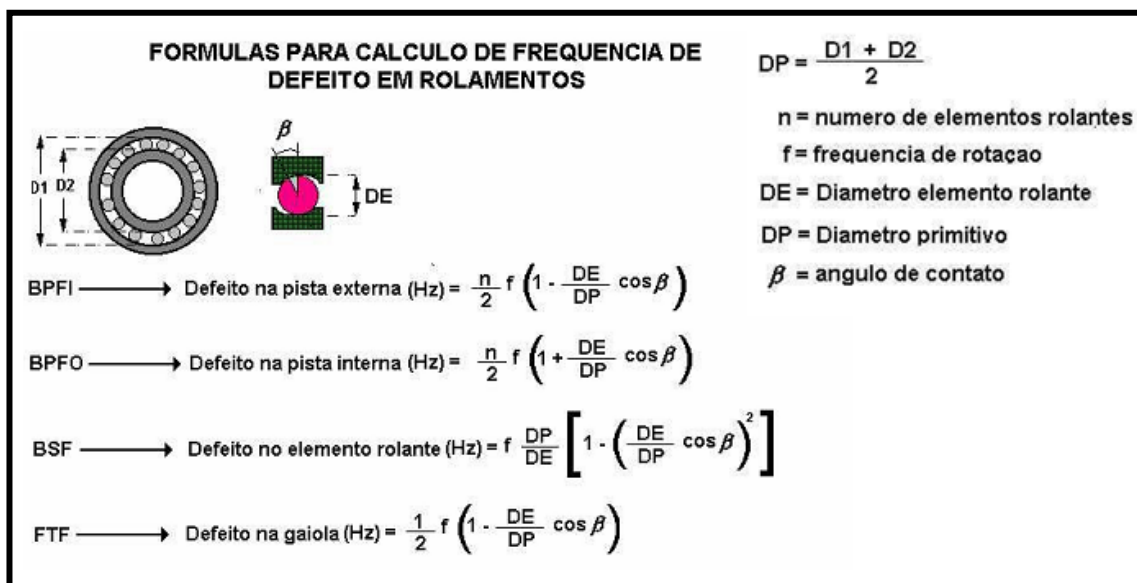 FORMULAS PARA CALCULO DE FREQUENCIA DE
DEFEITO EM ROLAMENTOS
D1 D2
β
DE
DP = (D1 + D2) / 2
n = numero de elementos rolantes
f = frequencia de rotaçao
DE = Diametro elemento rolante
DP = Diametro primitivo
β = angulo de contato
BPFI → Defeito na pista externa (Hz) = n/2 f (1 - DE/DP cos β)
BPFO → Defeito na pista interna (Hz) = n/2 f (1 + DE/DP cos β)
BSF → Defeito no elemento rolante (Hz) = f DP/DE [1 - (DE/DP cos β)²]
FTF → Defeito na gaiola (Hz) = 1/2 f (1 - DE/DP cos β)